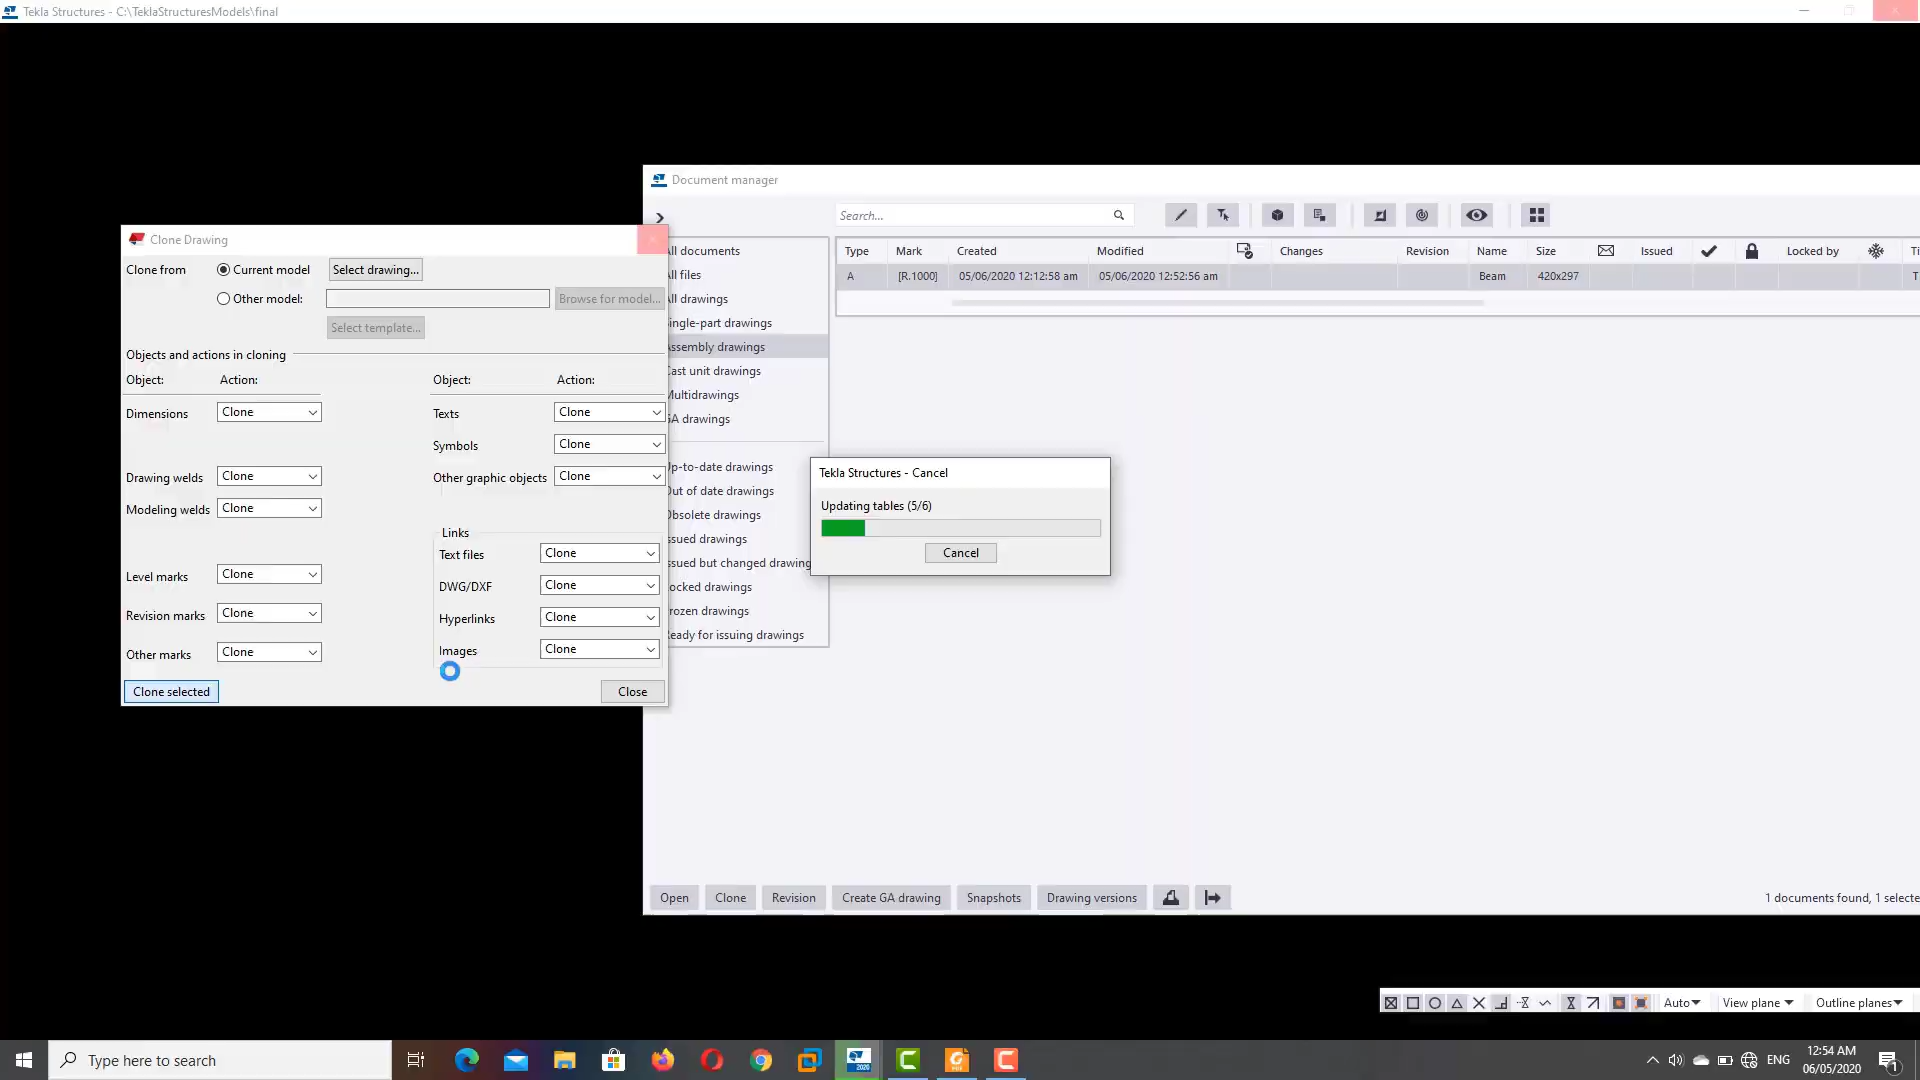 Tekla Structures - C:\TeklaStructuresModels\final
Document manager
Search...
Clone Drawing
Clone from
Current model
Select drawing...
Other model:
Browse for model...
Select template...
Objects and actions in cloning
Object:
Action:
Object:
Action:
Dimensions
Clone
Texts
Clone
Symbols
Clone
Drawing welds
Clone
Other graphic objects
Clone
Modeling welds
Clone
Links
Text files
Clone
Level marks
Clone
DWG/DXF
Clone
Revision marks
Clone
Hyperlinks
Clone
Other marks
Clone
Images
Clone
Clone selected
Close
ll documents
ll files
ll drawings
ingle-part drawings
ssembly drawings
ast unit drawings
Multidrawings
GA drawings
p-to-date drawings
Out of date drawings
Obsolete drawings
ssued drawings
ssued but changed drawing
ocked drawings
rozen drawings
eady for issuing drawings
Type Mark Created Modified Changes Revision Name Size Issued Locked by Ti
A [R.1000] 05/06/2020 12:12:58 am 05/06/2020 12:52:56 am Beam 420x297 T
Tekla Structures - Cancel
Updating tables (5/6)
Cancel
Open Clone Revision Create GA drawing Snapshots Drawing versions
1 documents found, 1 selecte
Auto View plane Outline planes
Type here to search
2020
ENG
12:54 AM
06/05/2020
1